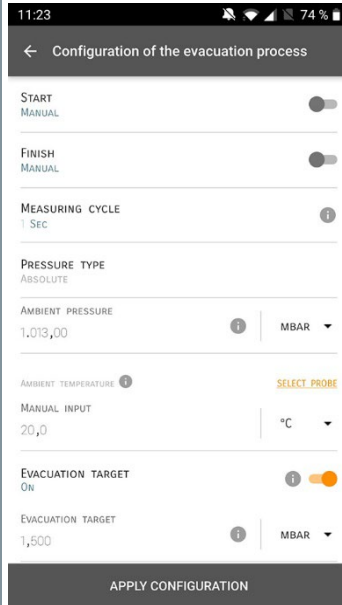 11:23 74 %
Configuration of the evacuation process
START
MANUAL
FINISH
MANUAL
MEASURING CYCLE
1 SEC
PRESSURE TYPE
ABSOLUTE
AMBIENT PRESSURE
1.013,00 MBAR
AMBIENT TEMPERATURE SELECT PROBE
MANUAL INPUT
20,0 °C
EVACUATION TARGET
ON
EVACUATION TARGET
1,500 MBAR
APPLY CONFIGURATION